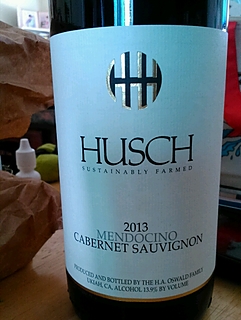 HUSCH
SUSTAINABLY FARMED
2013
MENDOCINO
CABERNET SAUVIGNON
PRODUCED AND BOTTLED BY THE H.A. OSWALD FAMILY
UKIAH, CA, ALCOHOL 13.9% BY VOLUME